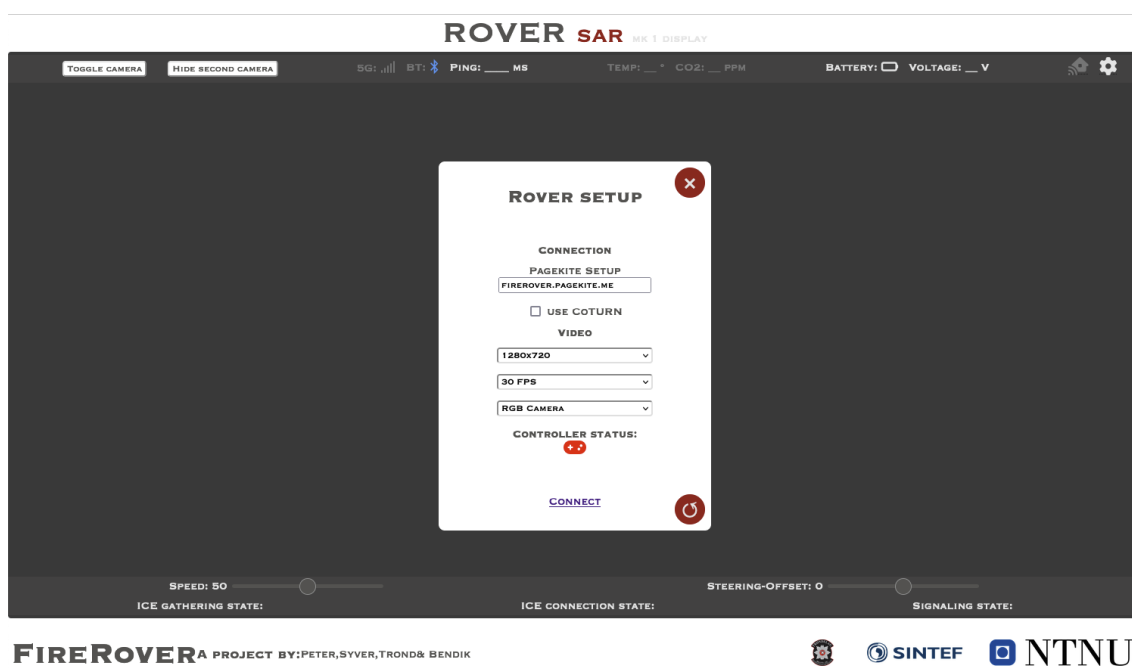 ROVER SAR MK 1 DISPLAY
TOGGLE CAMERA HIDE SECOND CAMERA 5G: BT: PING: ____ MS TEMP: __ ° CO2: __ PPM BATTERY: VOLTAGE: __ V
ROVER SETUP
CONNECTION
PAGEKITE SETUP
FIREROVER.PAGEKITE.ME
USE COTURN
VIDEO
1280X720
30 FPS
RGB CAMERA
CONTROLLER STATUS:
CONNECT
SPEED: 50 STEERING-OFFSET: 0
ICE GATHERING STATE: ICE CONNECTION STATE: SIGNALING STATE:
FIREROVER A PROJECT BY:PETER,SYVER,TROND& BENDIK SINTEF NTNU